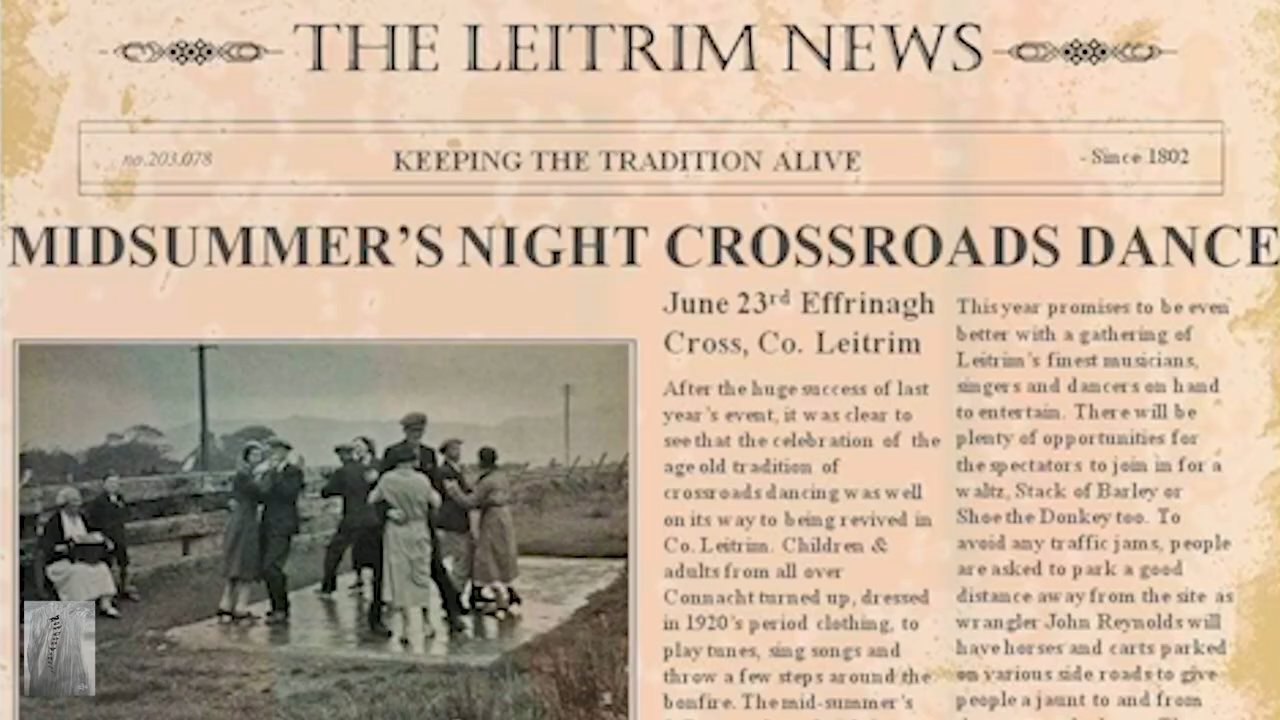 THE LEITRIM NEWS
no.203.078
KEEPING THE TRADITION ALIVE
- Since 1802
MIDSUMMER’S NIGHT CROSSROADS DANCE
June 23rd Effrinagh
Cross, Co. Leitrim
After the huge success of last
year’s event, it was clear to
see that the celebration of the
age old tradition of
crossroads dancing was well
on its way to being revived in
Co. Leitrim. Children &
adults from all over
Connacht turned up, dressed
in 1920’s period clothing, to
play tunes, sing songs and
throw a few steps around the
bonfire. The mid-summer’s
This year promises to be even
better with a gathering of
Leitrim’s finest musicians,
singers and dancers on hand
to entertain. There will be
plenty of opportunities for
the spectators to join in for a
waltz, Stack of Barley or
Shoe the Donkey too. To
avoid any traffic jams, people
are asked to park a good
distance away from the site as
wrangler John Reynolds will
have horses and carts parked
on various side roads to give
people a jaunt to and from